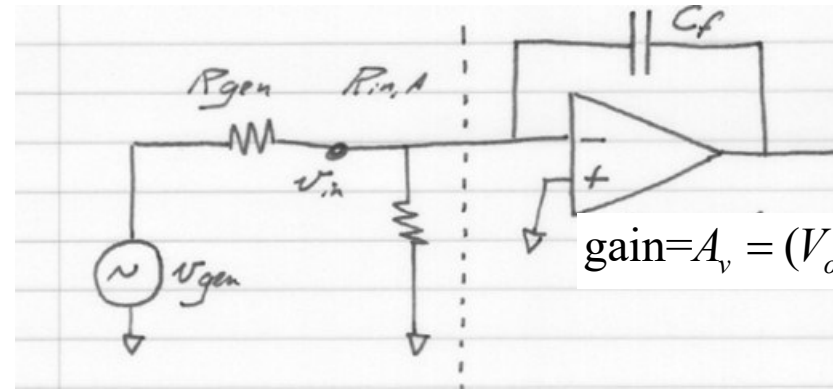 C_f
R_gen R_in,A
v_in
v_gen
-
+
gain=A_v = (V_o